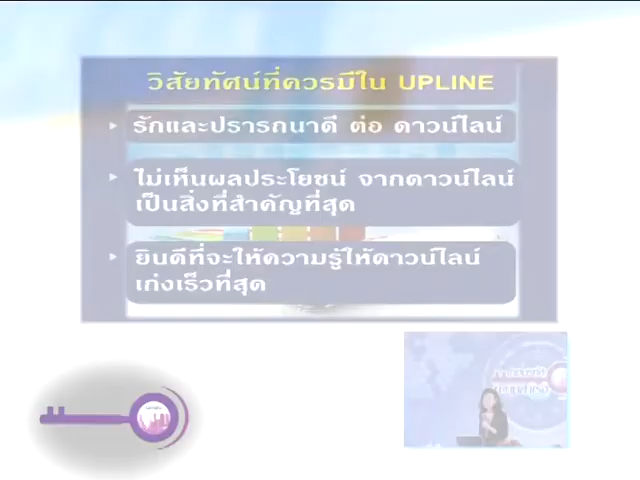 วิสัยทัศน์ที่ควรมีใน UPLINE
รักและปรารถนาดี ต่อ ดาวน์ไลน์
ไม่เห็นผลประโยชน์ จากดาวน์ไลน์
เป็นสิ่งที่สำคัญที่สุด
ยินดีที่จะให้ความรู้ให้ดาวน์ไลน์
เก่งเร็วที่สุด